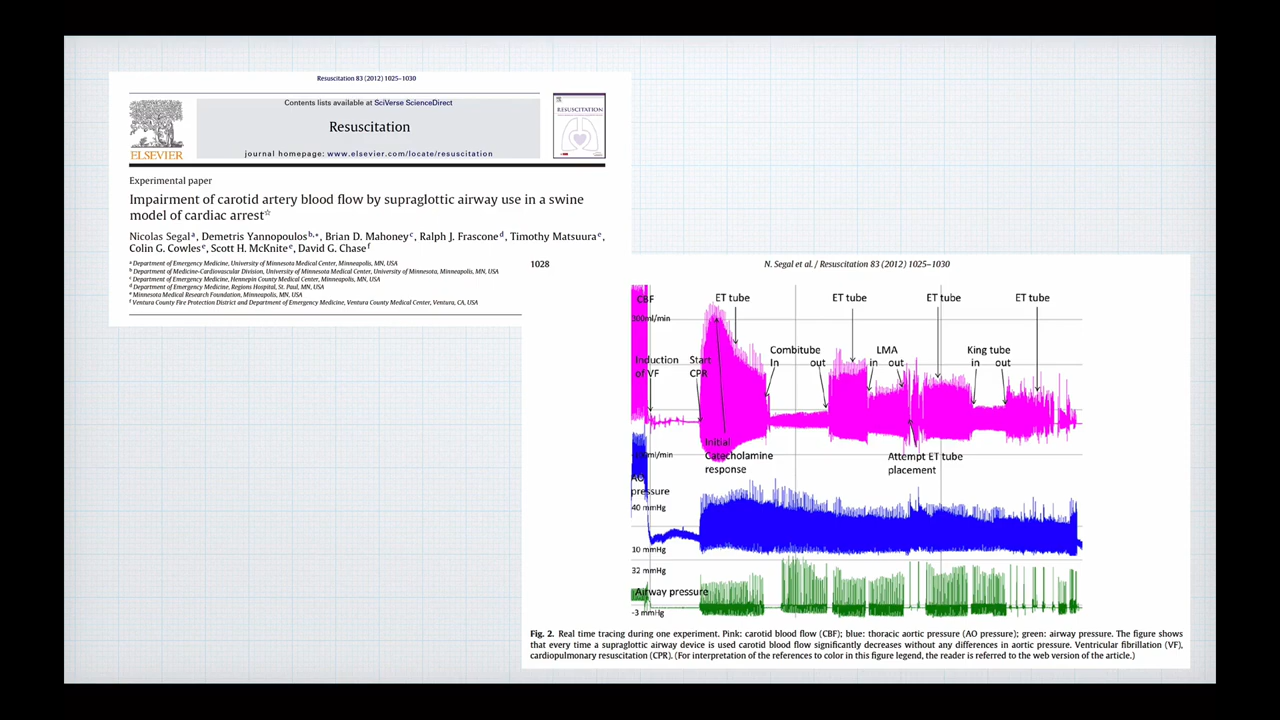 Resuscitation 83 (2012) 1025–1030
Contents lists available at SciVerse ScienceDirect
Resuscitation
journal homepage: www.elsevier.com/locate/resuscitation
ELSEVIER
RESUSCITATION
Experimental paper
Impairment of carotid artery blood flow by supraglottic airway use in a swine
model of cardiac arrest☆
Nicolas Segalᵃ, Demetris Yannopoulosᵇ,*, Brian D. Mahoneyᶜ, Ralph J. Frasconeᵈ, Timothy Matsuuraᵉ,
Colin G. Cowlesᵉ, Scott H. McKniteᵉ, David G. Chaseᶠ
ᵃ Department of Emergency Medicine, University of Minnesota Medical Center, Minneapolis, MN, USA
ᵇ Department of Medicine-Cardiovascular Division, University of Minnesota Medical Center, University of Minnesota, Minneapolis, MN, USA
ᶜ Department of Emergency Medicine, Hennepin County Medical Center, Minneapolis, MN, USA
ᵈ Department of Emergency Medicine, Regions Hospital, St. Paul, MN, USA
ᵉ Minneapolis Medical Research Foundation, Minneapolis, MN, USA
ᶠ Ventura County Fire Protection District and Department of Emergency Medicine, Ventura County Medical Center, Ventura, CA, USA
1028
N. Segal et al. / Resuscitation 83 (2012) 1025–1030
CBF
ET tube
ET tube
ET tube
ET tube
300ml/min
Induction
of VF
Start
CPR
Combitube
in out
LMA
in out
King tube
in out
Initial
Catecholamine
response
Attempt ET tube
placement
ml/min
AO
pressure
40 mmHg
10 mmHg
32 mmHg
Airway pressure
-3 mmHg
Fig. 2. Real time tracing during one experiment. Pink: carotid blood flow (CBF); blue: thoracic aortic pressure (AO pressure); green: airway pressure. The figure shows
that every time a supraglottic airway device is used carotid blood flow significantly decreases without any differences in aortic pressure. Ventricular fibrillation (VF),
cardiopulmonary resuscitation (CPR). (For interpretation of the references to color in this figure legend, the reader is referred to the web version of the article.)